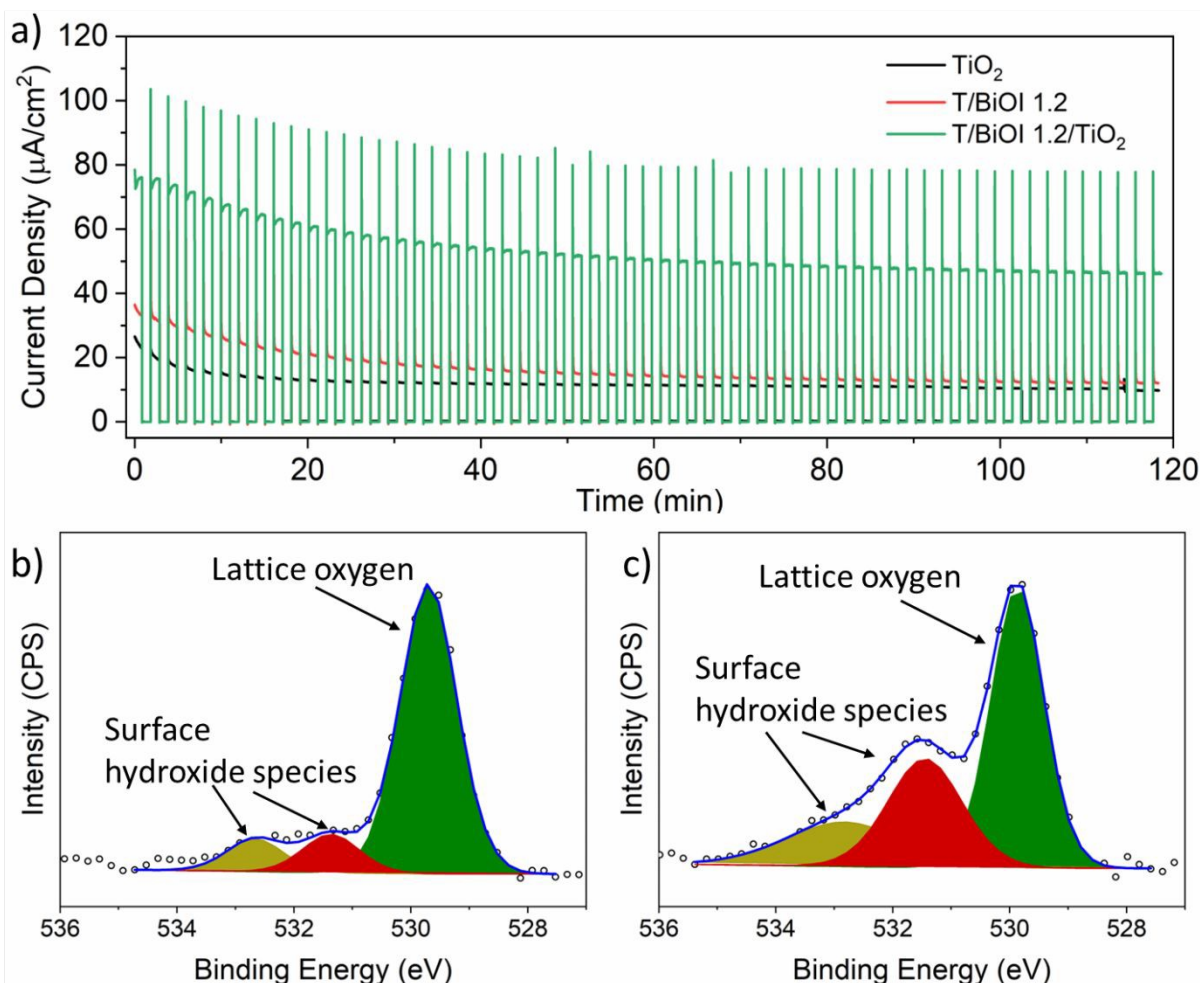 a)
120
100
80
60
40
20
0
Current Density (μA/cm²)
TiO₂
T/BiOI 1.2
T/BiOI 1.2/TiO₂
0 20 40 60 80 100 120
Time (min)
b)
Lattice oxygen
Surface
hydroxide species
Intensity (CPS)
536 534 532 530 528
Binding Energy (eV)
c)
Lattice oxygen
Surface
hydroxide species
Intensity (CPS)
536 534 532 530 528
Binding Energy (eV)